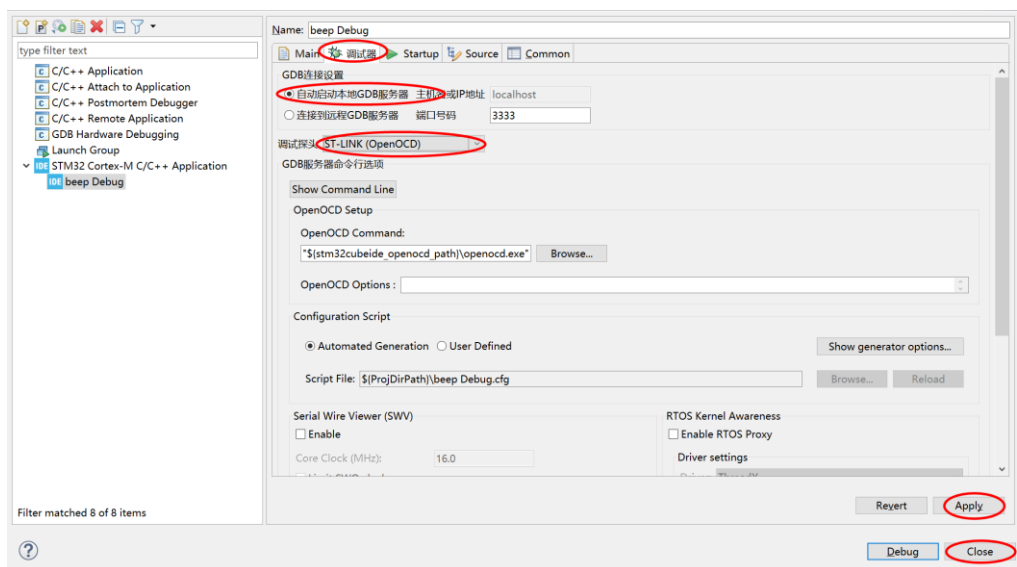 Name: beep Debug
type filter text
Main 调试器 Startup Source Common
C/C++ Application
C/C++ Attach to Application
C/C++ Postmortem Debugger
C/C++ Remote Application
GDB Hardware Debugging
Launch Group
STM32 Cortex-M C/C++ Application
IDE beep Debug
GDB连接设置
自动启动本地GDB服务器 主机名或IP地址 localhost
连接到远程GDB服务器 端口号码 3333
调试探头 ST-LINK (OpenOCD)
GDB服务器命令行选项
Show Command Line
OpenOCD Setup
OpenOCD Command:
"${stm32cubeide_openocd_path}\openocd.exe" Browse...
OpenOCD Options :
Configuration Script
Automated Generation User Defined Show generator options...
Script File: ${ProjDirPath}\beep Debug.cfg Browse... Reload
Serial Wire Viewer (SWV) RTOS Kernel Awareness
Enable Enable RTOS Proxy
Core Clock (MHz): 16.0 Driver settings
Filter matched 8 of 8 items
Revert Apply
Debug Close